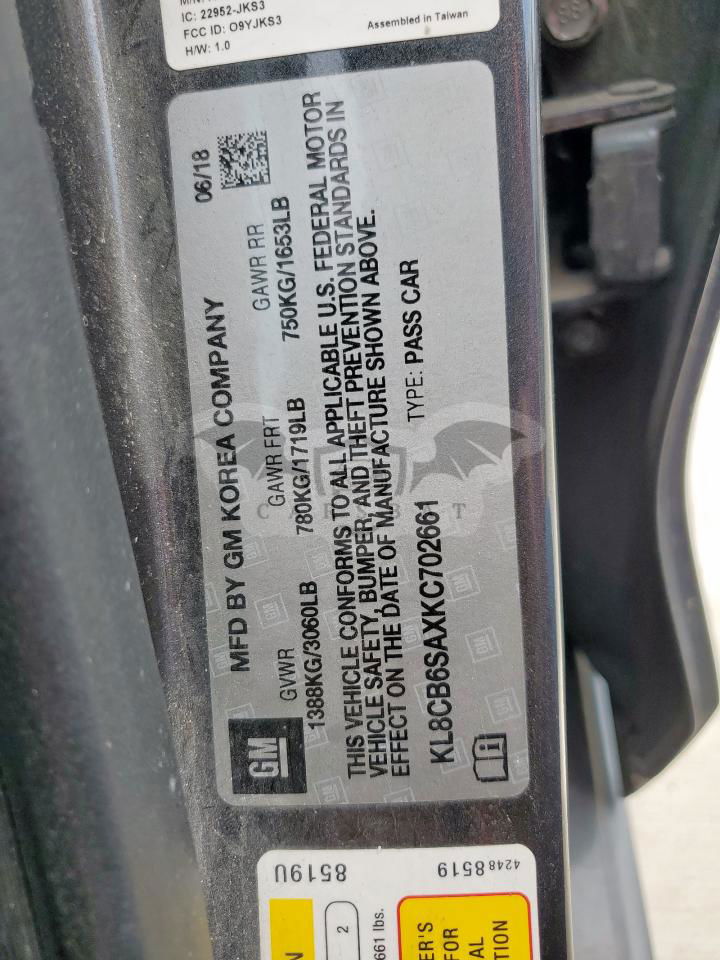 IC: 22952-JKS3
FCC ID: O9YJKS3
H/W: 1.0
Assembled in Taiwan
GM
MFD BY GM KOREA COMPANY
06/18
GVWR GAWR FRT GAWR RR
1388KG/3060LB 780KG/1719LB 750KG/1653LB
THIS VEHICLE CONFORMS TO ALL APPLICABLE U.S. FEDERAL MOTOR
VEHICLE SAFETY, BUMPER, AND THEFT PREVENTION STANDARDS IN
EFFECT ON THE DATE OF MANUFACTURE SHOWN ABOVE.
KL8CB6SAXKC702661 TYPE: PASS CAR
8519U
4248 8519
2
661 lbs.
ER'S
FOR
AL
TION